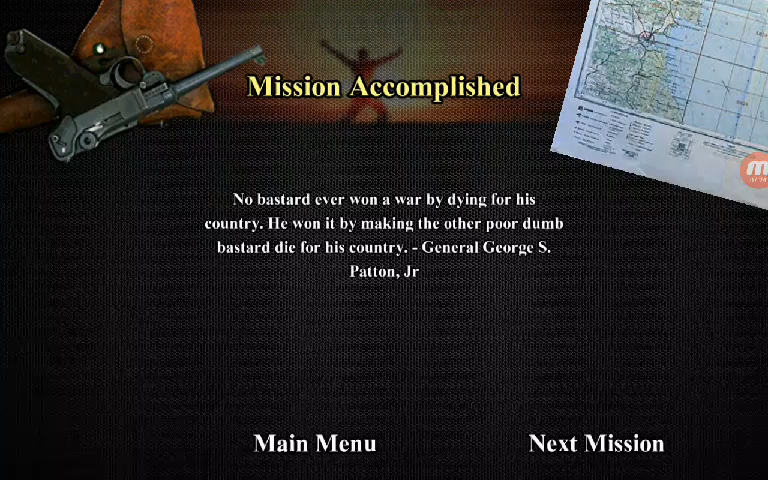 Mission Accomplished
No bastard ever won a war by dying for his
country. He won it by making the other poor dumb
bastard die for his country. - General George S.
Patton, Jr
Main Menu
Next Mission